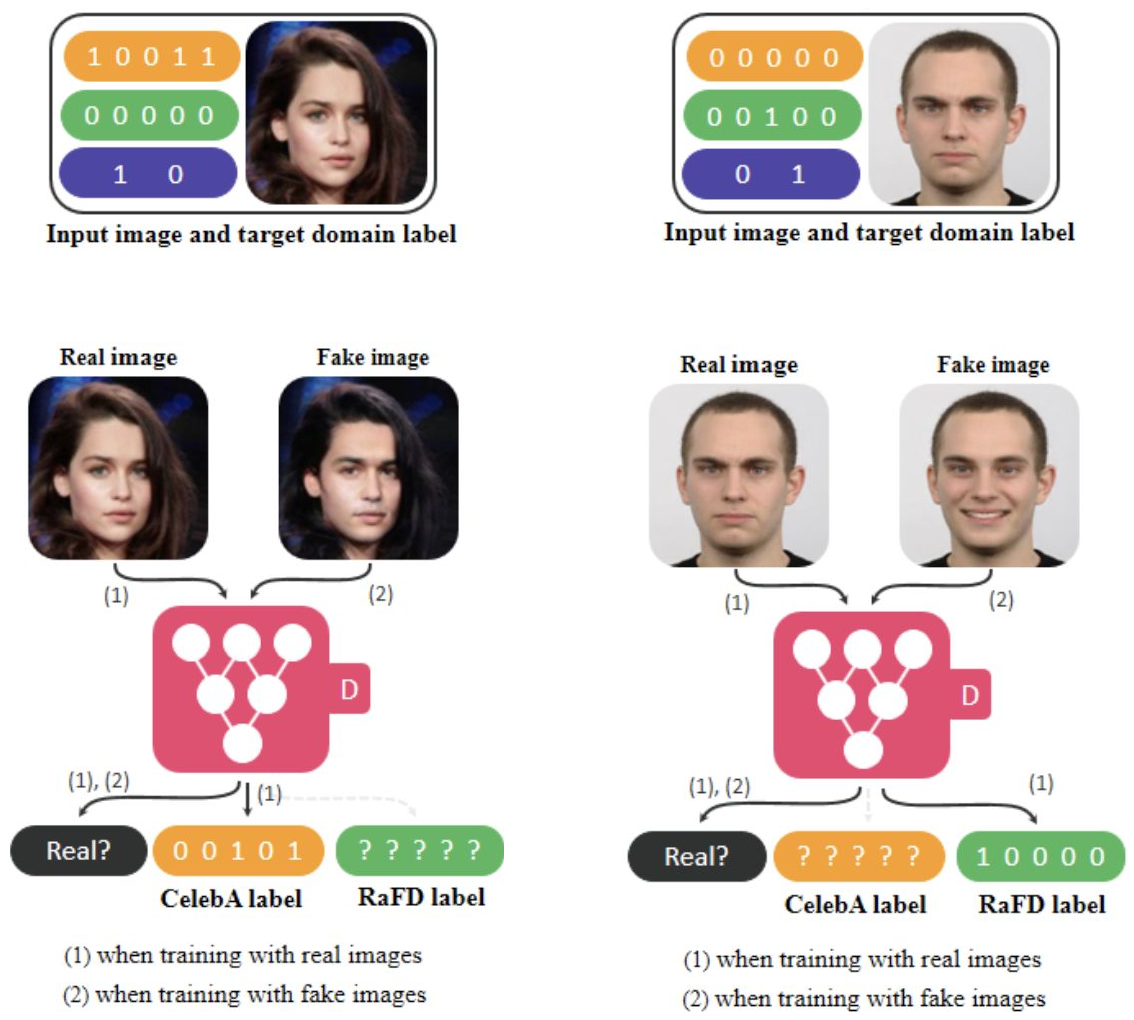 1 0 0 1 1
0 0 0 0 0
1 0
Input image and target domain label
0 0 0 0 0
0 0 1 0 0
0 1
Input image and target domain label
Real image
Fake image
(1)
(2)
D
(1), (2)
(1)
Real?
0 0 1 0 1
? ? ? ? ?
CelebA label
RaFD label
(1) when training with real images
(2) when training with fake images
Real image
Fake image
(1)
(2)
D
(1), (2)
(1)
Real?
? ? ? ? ?
1 0 0 0 0
CelebA label
RaFD label
(1) when training with real images
(2) when training with fake images